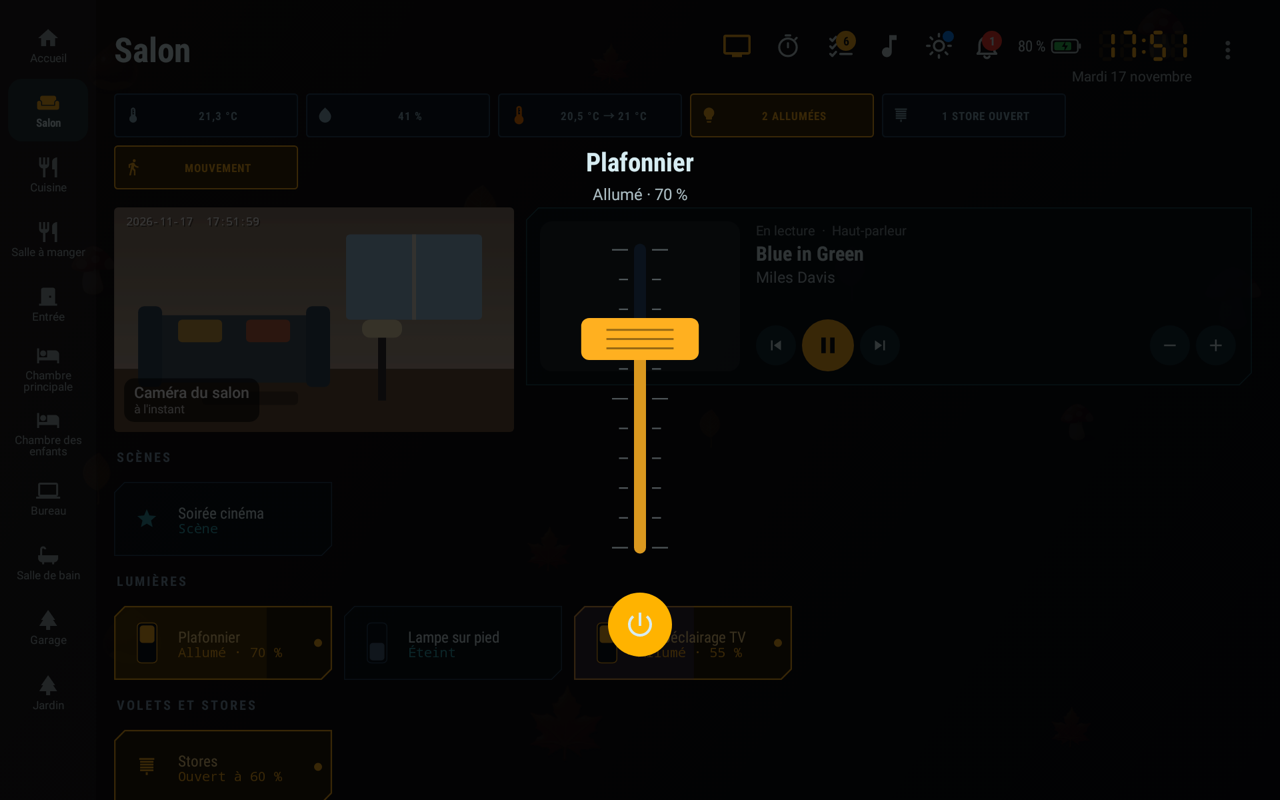 Accueil
Salon
Cuisine
Salle à manger
Entrée
Chambre
principale
Chambre des
enfants
Bureau
Salle de bain
Garage
Jardin
Salon
6
1
80 %
17:51
Mardi 17 novembre
21,3 °C
41 %
20,5 °C → 21 °C
2 ALLUMÉES
1 STORE OUVERT
MOUVEMENT
Plafonnier
Allumé · 70 %
2026-11-17 17:51:59
Caméra du salon
à l'instant
En lecture · Haut-parleur
Blue in Green
Miles Davis
SCÈNES
Soirée cinéma
Scène
LUMIÈRES
Plafonnier
Allumé · 70 %
Lampe sur pied
Éteint
éclairage TV
55 %
VOLETS ET STORES
Stores
Ouvert à 60 %